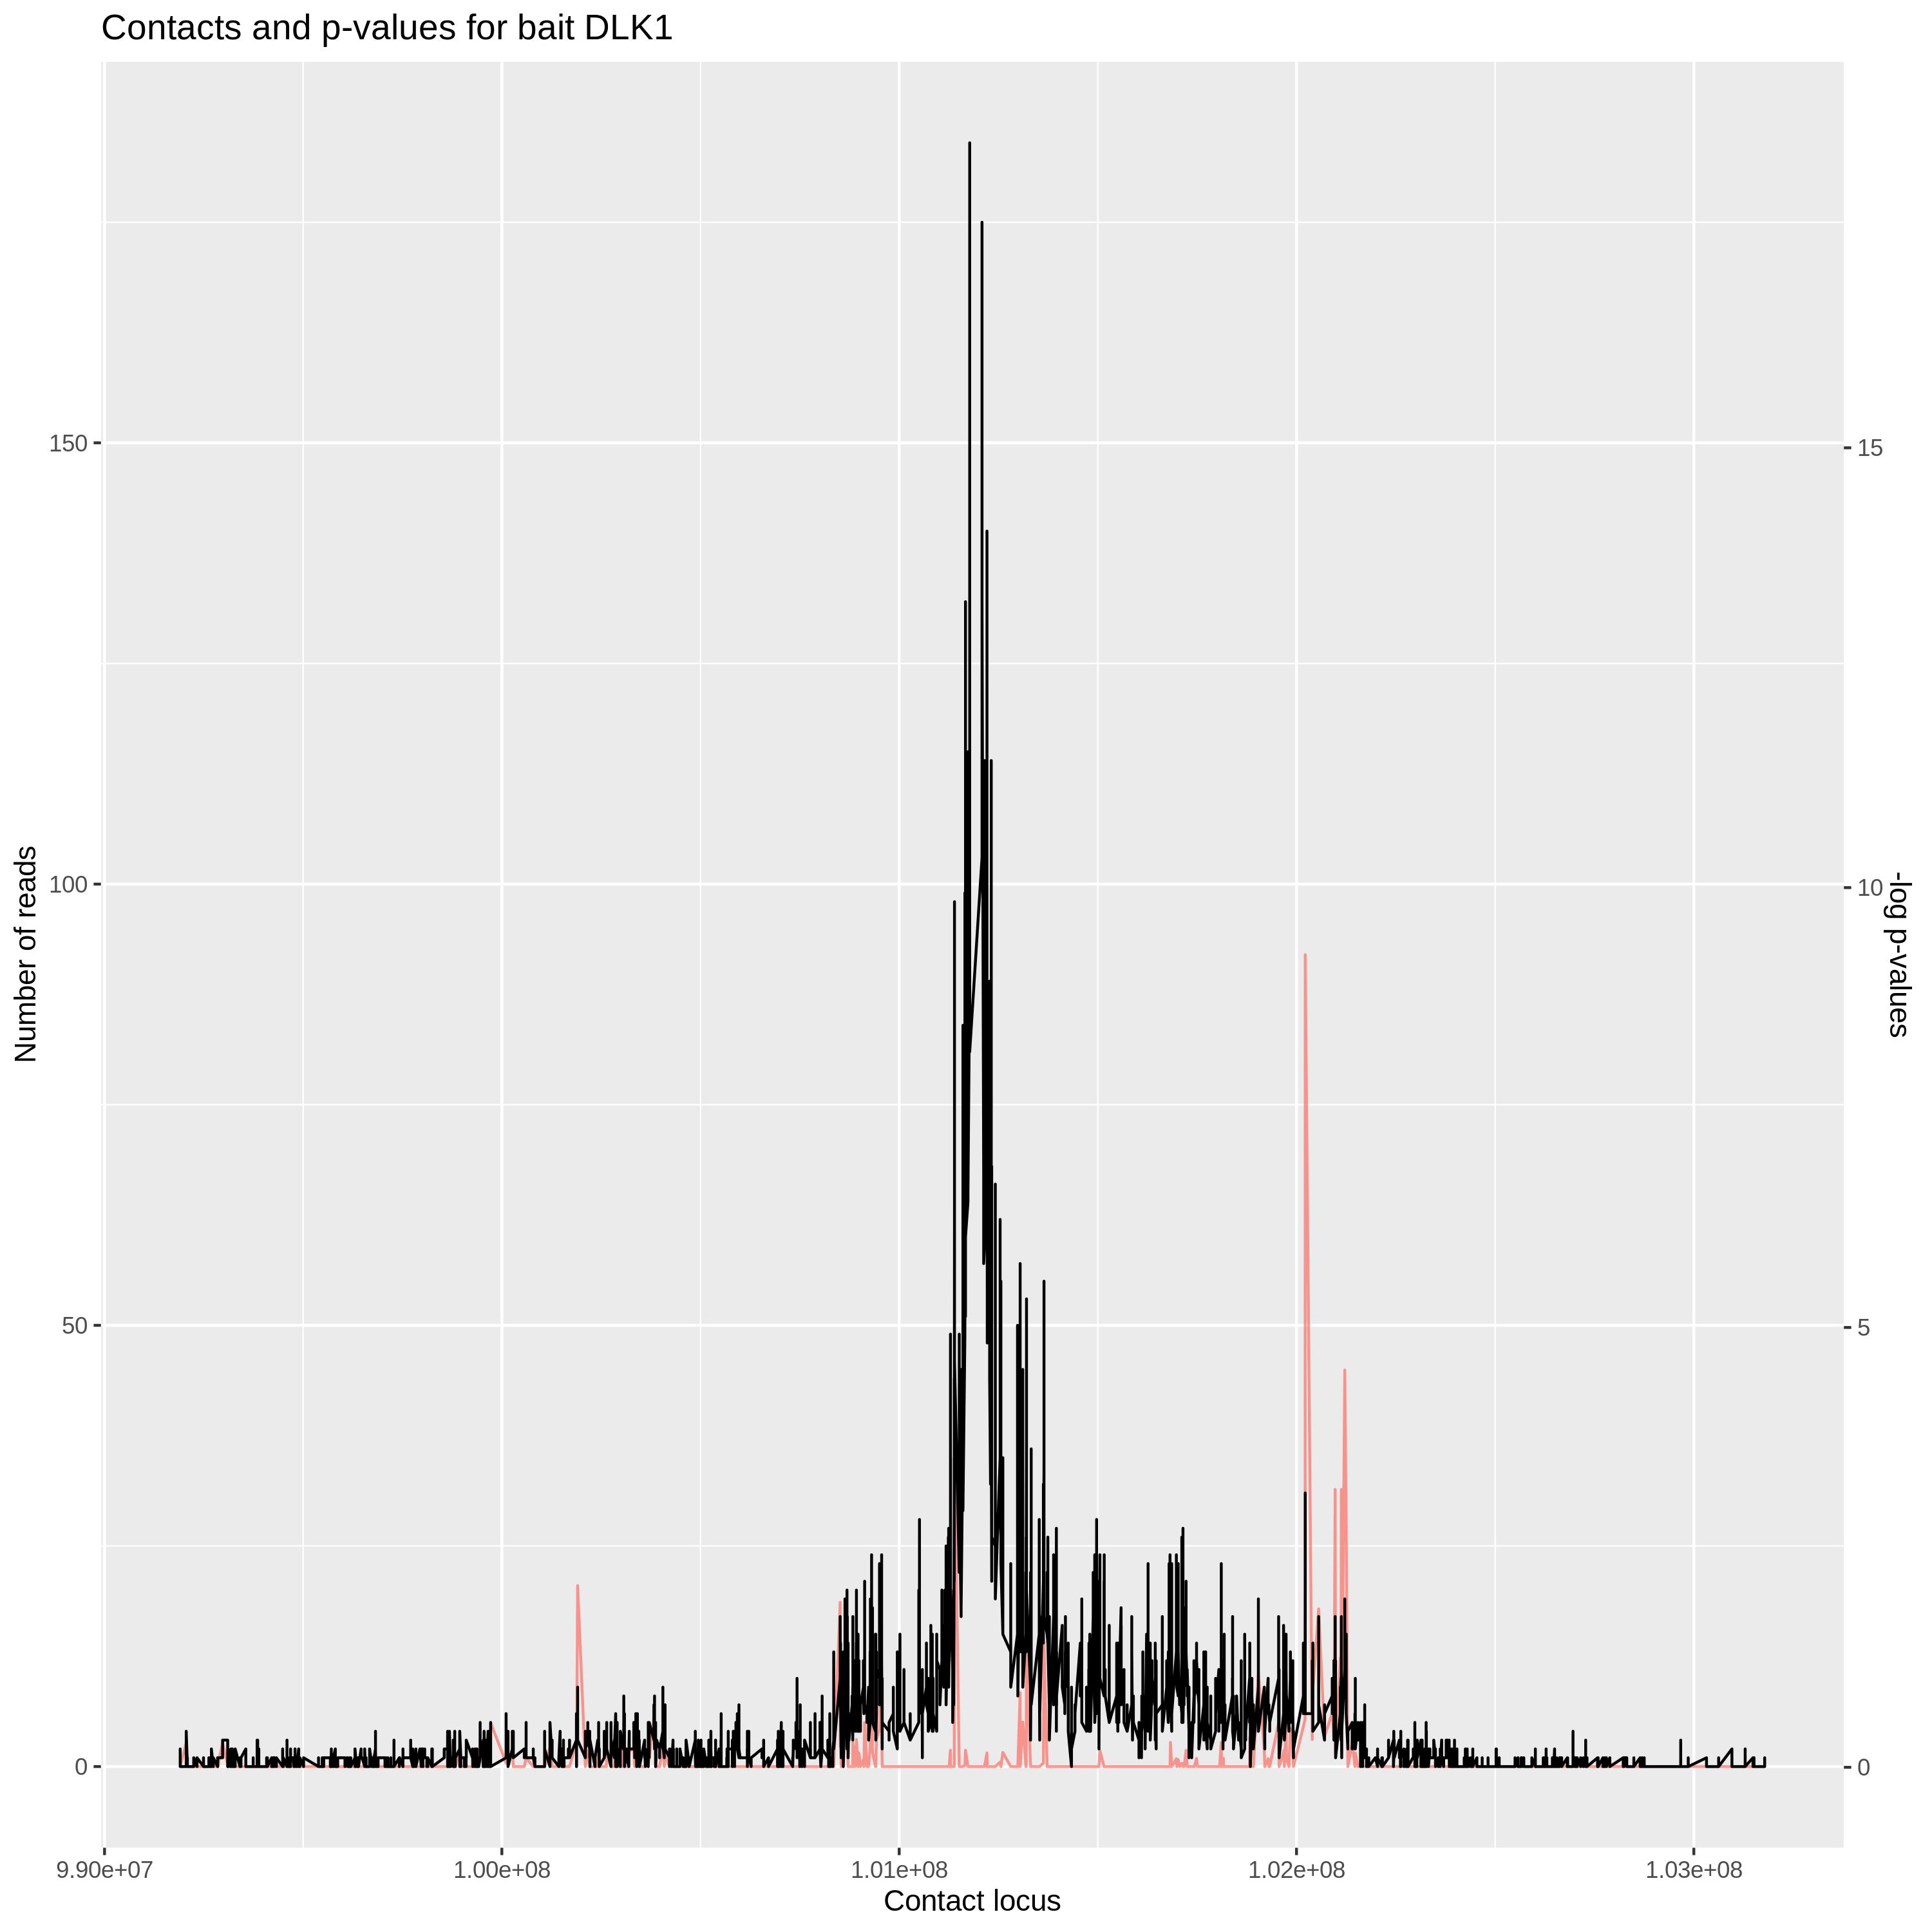 Contacts and p-values for bait DLK1
150
100
50
0
Number of reads
15
10
5
0
-log p-values
9.90e+07
1.00e+08
1.01e+08
1.02e+08
1.03e+08
Contact locus